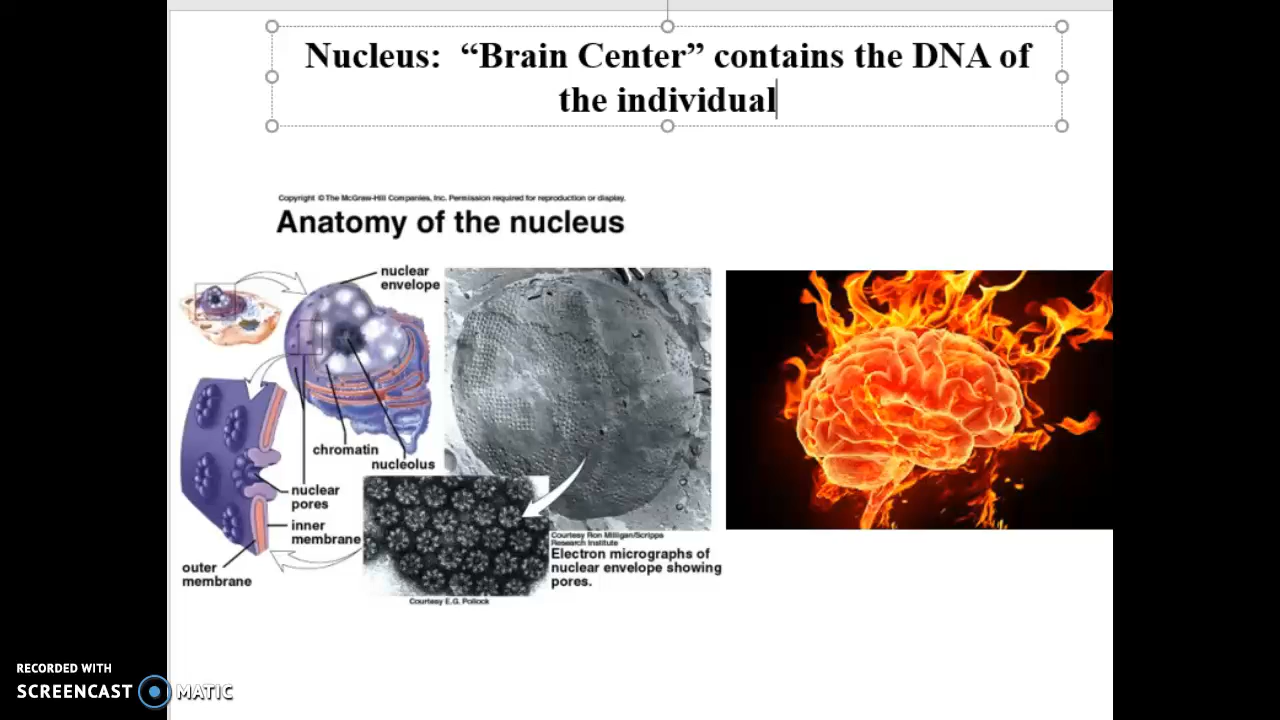 Nucleus:  “Brain Center” contains the DNA of
the individual
Copyright © The McGraw-Hill Companies, Inc. Permission required for reproduction or display.
Anatomy of the nucleus
nuclear
envelope
chromatin
nucleolus
nuclear
pores
inner
membrane
outer
membrane
Courtesy Ron Milligan/Scripps
Research Institute
Electron micrographs of
nuclear envelope showing
pores.
Courtesy E.G. Pollock
RECORDED WITH
SCREENCAST MATIC